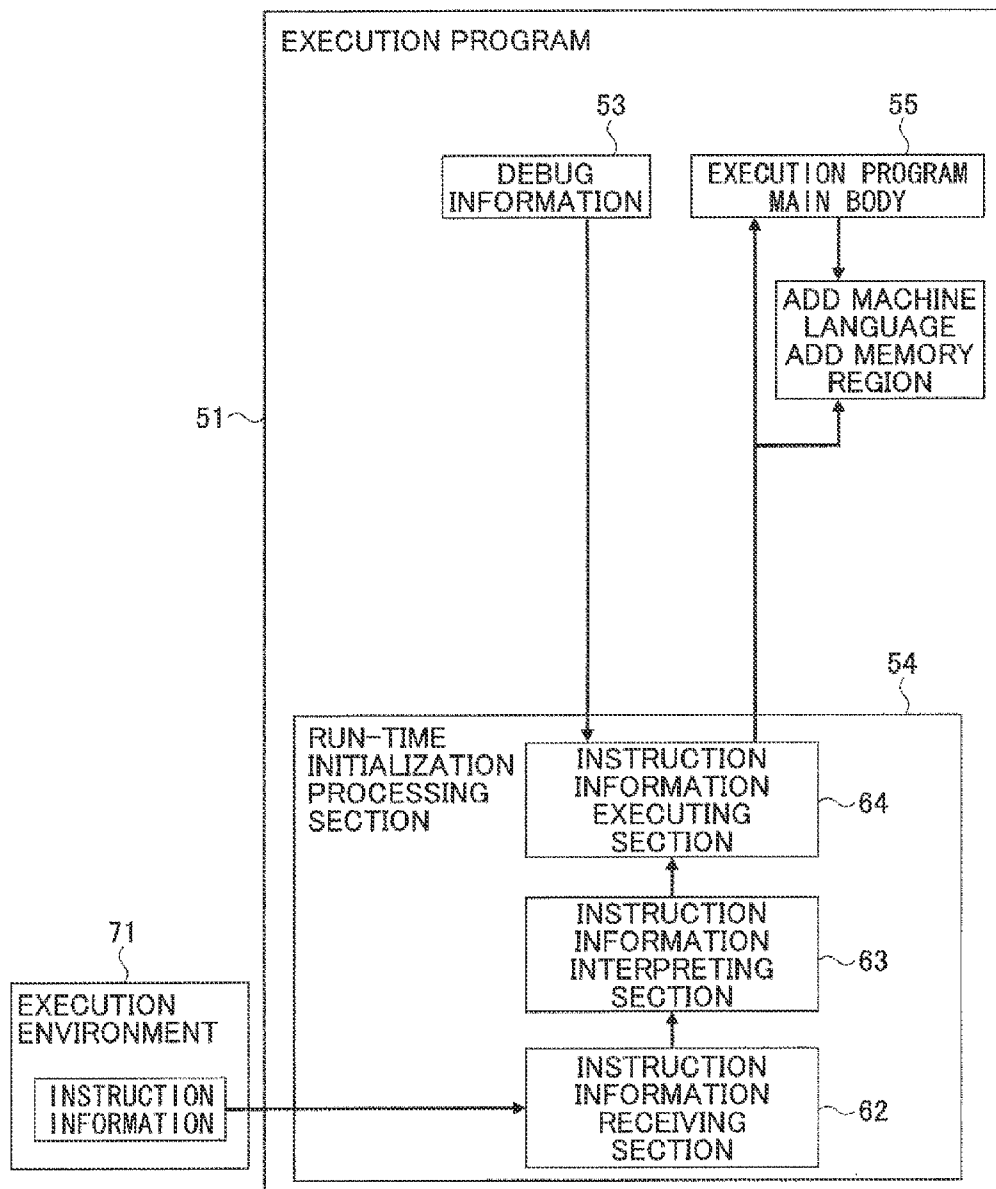 EXECUTION PROGRAM
53
55
DEBUG
INFORMATION
EXECUTION PROGRAM
MAIN BODY
ADD MACHINE
LANGUAGE
ADD MEMORY
REGION
51
54
RUN-TIME
INITIALIZATION
PROCESSING
SECTION
INSTRUCTION
INFORMATION
EXECUTING
SECTION
64
INSTRUCTION
INFORMATION
INTERPRETING
SECTION
63
71
EXECUTION
ENVIRONMENT
INSTRUCTION
INFORMATION
INSTRUCTION
INFORMATION
RECEIVING
SECTION
62